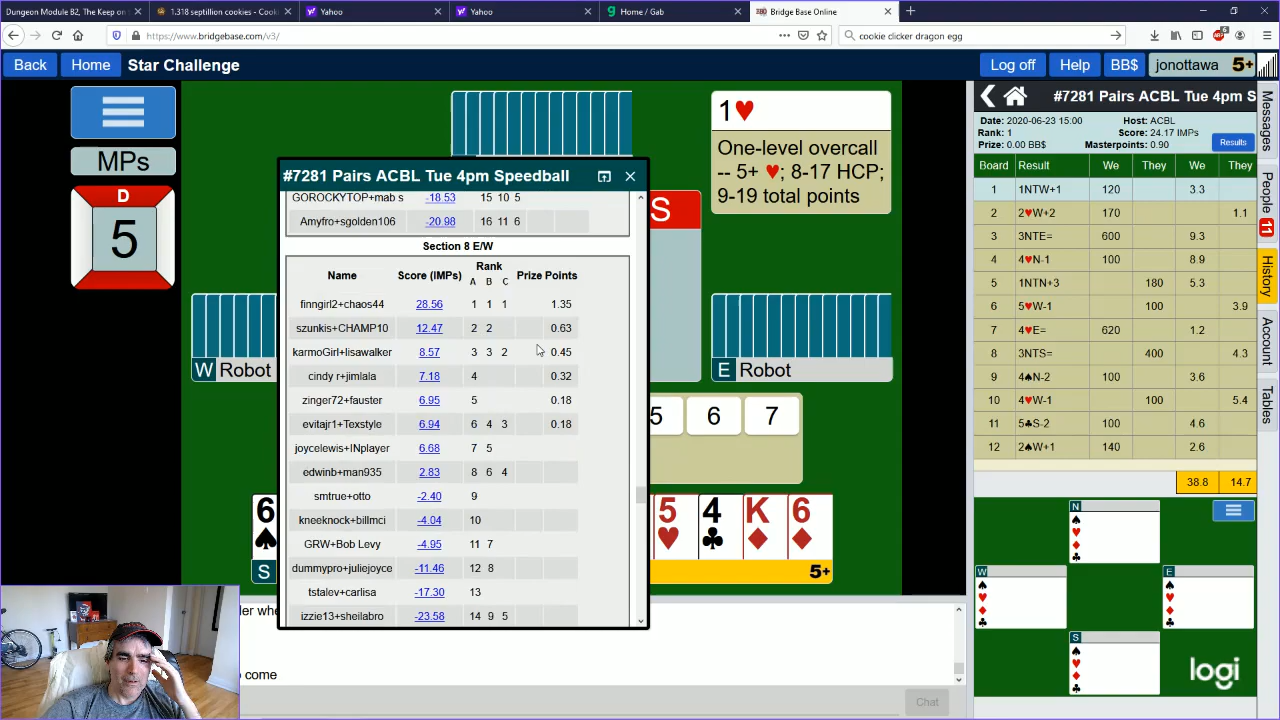 Dungeon Module B2, The Keep on
1.318 septillion cookies - Cooki
Yahoo
Yahoo
Home / Gab
Bridge Base Online
https://www.bridgebase.com/v3/
cookie clicker dragon egg
Back
Home
Star Challenge
Log off
Help
BB$
jonottawa 5+
MPs
D
5
1♥
One-level overcall
-- 5+ ♥; 8-17 HCP;
9-19 total points
S
W Robot
E Robot
5 6 7
6♠
5♥
4♣
K♦
6♦
S
5+
#7281 Pairs ACBL Tue 4pm Speedball
GOROCKYTOP+mab s -18.53 15 10 5
Amyfro+sgolden106 -20.98 16 11 6
Section 8 E/W
Name Score (IMPs) Rank Prize Points
A B C
finngirl2+chaos44 28.56 1 1 1 1.35
szunkis+CHAMP10 12.47 2 2 0.63
karmoGirl+lisawalker 8.57 3 3 2 0.45
cindy r+jimlala 7.18 4 0.32
zinger72+fauster 6.95 5 0.18
evitajr1+Texstyle 6.94 6 4 3 0.18
joycelewis+INplayer 6.68 7 5
edwinb+man935 2.83 8 6 4
smtrue+otto -2.40 9
kneeknock+billmci -4.04 10
GRW+Bob Levy -4.95 11 7
dummypro+juliejoyce -11.46 12 8
tstalev+carlisa -17.30 13
izzie13+sheilabro -23.58 14 9 5
ler whe
come
Chat
#7281 Pairs ACBL Tue 4pm S
Date: 2020-06-23 15.00 Host: ACBL
Rank: 1 Score: 24.17 IMPs
Prize: 0.00 BB$ Masterpoints: 0.90
Results
Board Result We They We They
1 1NTW+1 120 3.3
2 2♥W+2 170 1.1
3 3NTE= 600 9.3
4 4♥N-1 100 8.9
5 1NTN+3 180 5.3
6 5♥W-1 100 3.9
7 4♥E= 620 1.2
8 3NTS= 400 4.3
9 4♠N-2 100 3.6
10 4♥W-1 100 5.4
11 5♣S-2 100 4.6
12 2♠W+1 140 2.6
38.8 14.7
N
♠
♥
♦
♣
W
♠
♥
♦
♣
E
♠
♥
♦
♣
S
♠
♥
♦
♣
logi
Messages
People 11
History
Account
Tables